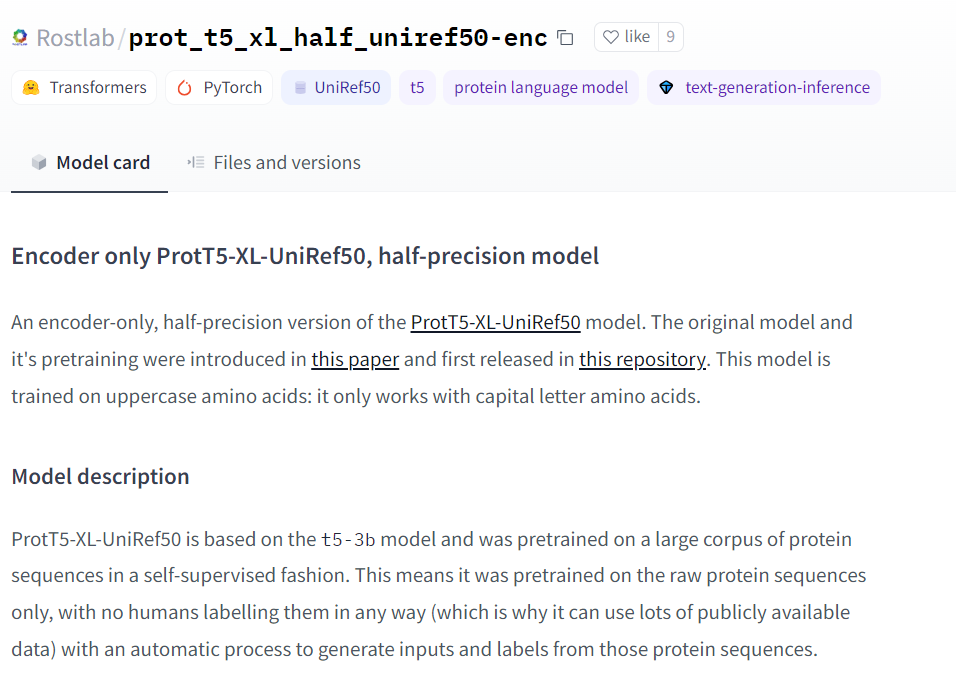 Rostlab/prot_t5_xl_half_uniref50-enc like 9
Transformers PyTorch UniRef50 t5 protein language model text-generation-inference
Model card Files and versions
Encoder only ProtT5-XL-UniRef50, half-precision model
An encoder-only, half-precision version of the ProtT5-XL-UniRef50 model. The original model and
it's pretraining were introduced in this paper and first released in this repository. This model is
trained on uppercase amino acids: it only works with capital letter amino acids.
Model description
ProtT5-XL-UniRef50 is based on the t5-3b model and was pretrained on a large corpus of protein
sequences in a self-supervised fashion. This means it was pretrained on the raw protein sequences
only, with no humans labelling them in any way (which is why it can use lots of publicly available
data) with an automatic process to generate inputs and labels from those protein sequences.